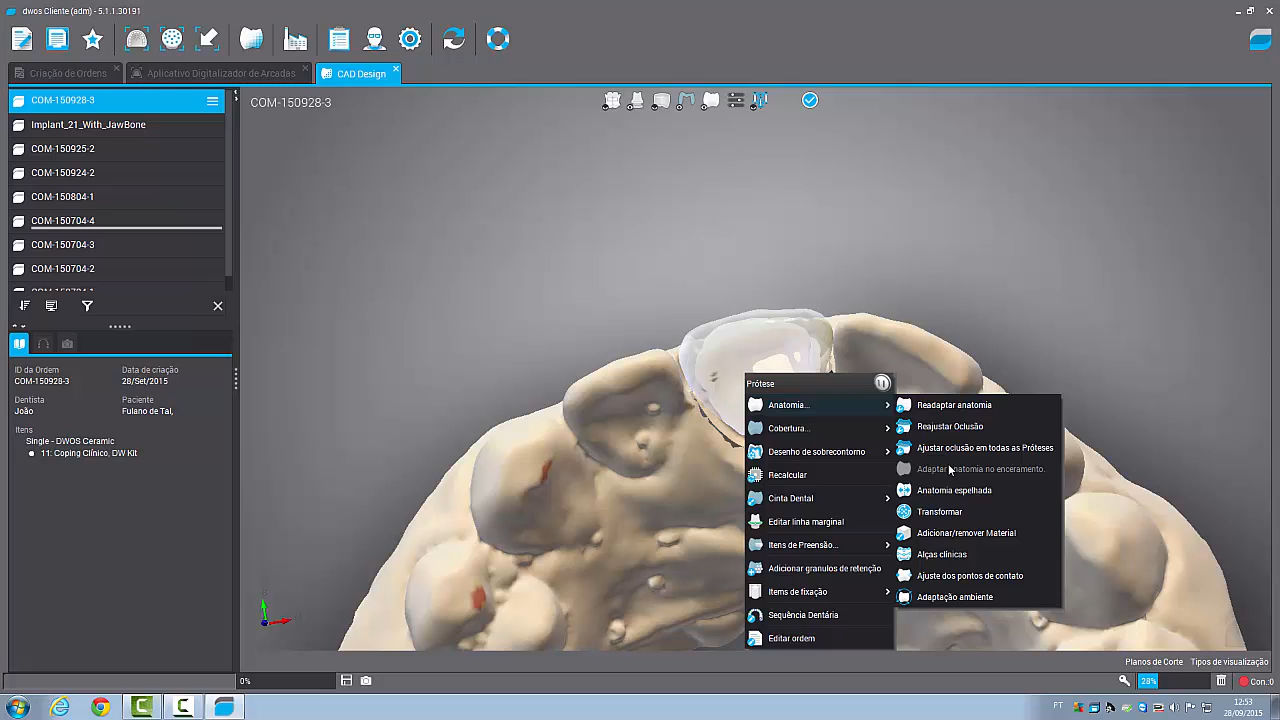 dwos Cliente (adm) - 5.1.1.30191
Criação de Ordens
Aplicativo Digitalizador de Arcadas
CAD Design
COM-150928-3
Implant_21_With_JawBone
COM-150925-2
COM-150924-2
COM-150804-1
COM-150704-4
COM-150704-3
COM-150704-2
COM-150704-1
COM-150928-3
ID da Ordem
Data de criação
COM-150928-3
28/Set/2015
Dentista
Paciente
João
Fulano de Tal,
Itens
Single - DWOS Ceramic
11: Coping Clínico, DW Kit
Prótese
Anatomia...
Cobertura...
Desenho de sobrecontorno
Recalcular
Cinta Dental
Editar linha marginal
Itens de Preensão...
Adicionar granulos de retenção
Items de fixação
Sequência Dentária
Editar ordem
Readaptar anatomia
Reajustar Oclusão
Ajustar oclusão em todas as Próteses
Adaptar anatomia no enceramento.
Anatomia espelhada
Transformar
Adicionar/remover Material
Alças clínicas
Ajuste dos pontos de contato
Adaptação ambiente
Planos de Corte
Tipos de visualização
0%
28%
Con.:0
PT
12:53
28/09/2015